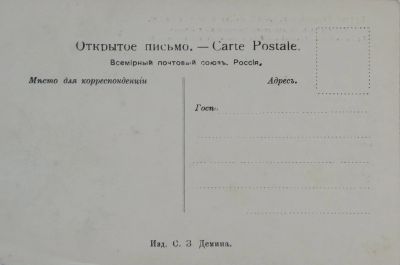 Открытое письмо. — Carte Postale.
Всемірный почтовый союзъ. Россія.
Мѣсто для корреспонденціи
Адресъ.
Госп.
Изд. С. З. Демина.